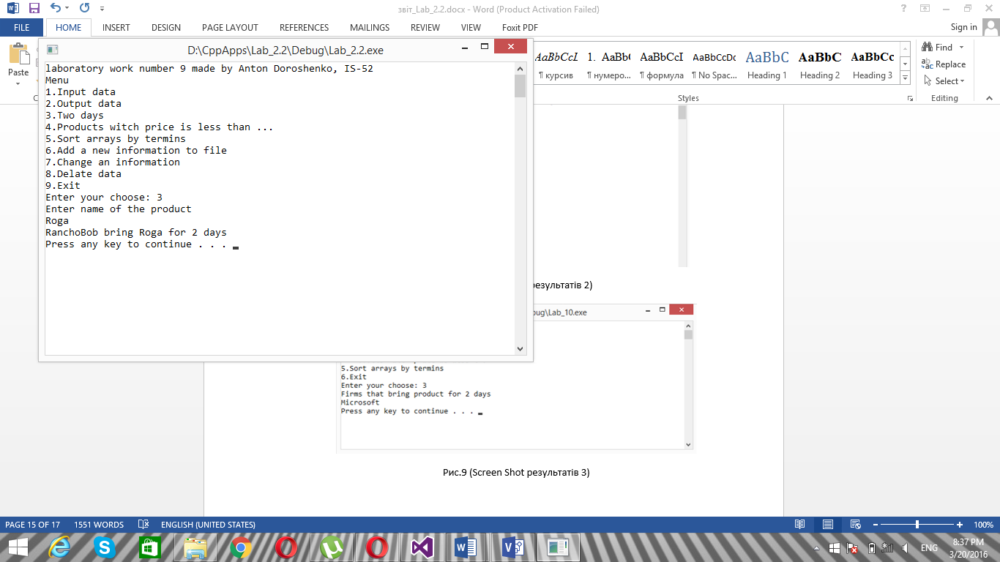 звіт_Lab_2.2.docx - Word (Product Activation Failed)
FILE HOME INSERT DESIGN PAGE LAYOUT REFERENCES MAILINGS REVIEW VIEW Foxit PDF Sign in
Paste
AaBbCcI 1. AaBbC AaBbCcI AaBbCcDc AaBbC AaBbC AaBbCc
¶ курсив ¶ нумеро... ¶ формула ¶ No Spac... Heading 1 Heading 2 Heading 3
Styles
Find
Replace
Select
Editing
D:\CppApps\Lab_2.2\Debug\Lab_2.2.exe
laboratory work number 9 made by Anton Doroshenko, IS-52
Menu
1.Input data
2.Output data
3.Two days
4.Products witch price is less than ...
5.Sort arrays by termins
6.Add a new information to file
7.Change an information
8.Delate data
9.Exit
Enter your choose: 3
Enter name of the product
Roga
RanchoBob bring Roga for 2 days
Press any key to continue . . .
результатів 2)
bug\Lab_10.exe
5.Sort arrays by termins
6.Exit
Enter your choose: 3
Firms that bring product for 2 days
Microsoft
Press any key to continue . . .
Рис.9 (Screen Shot результатів 3)
PAGE 15 OF 17 1551 WORDS ENGLISH (UNITED STATES) 100%
ENG
8:37 PM
3/20/2016